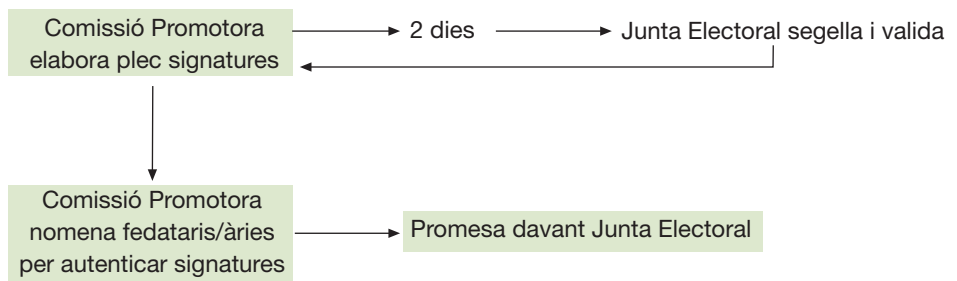 Comissió Promotora
elabora plec signatures
2 dies
Junta Electoral segella i valida
Comissió Promotora
nomena fedataris/àries
per autenticar signatures
Promesa davant Junta Electoral